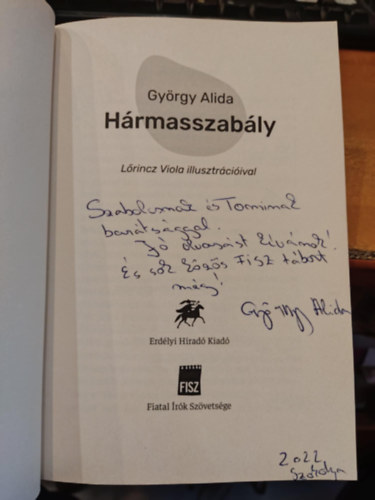 György Alida
Hármasszabály
Lőrincz Viola illusztrációival
Szabolcsnak és Tominak
barátsággal.
Jó olvasást kívánok!
És sok közös FISZ tábort
még!
György Alida
Erdélyi Híradó Kiadó
FISZ
Fiatal Írók Szövetsége
2022